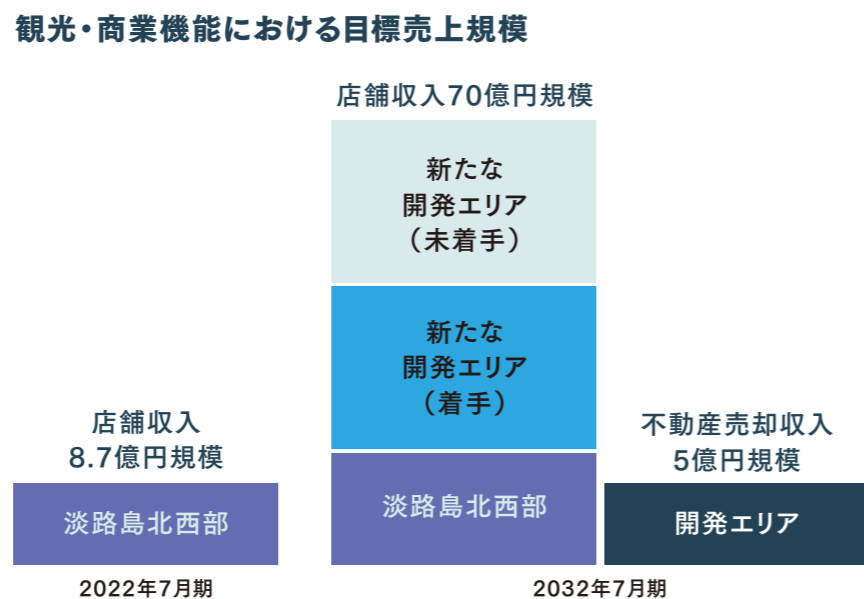 観光・商業機能における目標売上規模
店舗収入
8.7億円規模
淡路島北西部
2022年7月期
店舗収入70億円規模
新たな
開発エリア
（未着手）
新たな
開発エリア
（着手）
淡路島北西部
不動産売却収入
5億円規模
開発エリア
2032年7月期